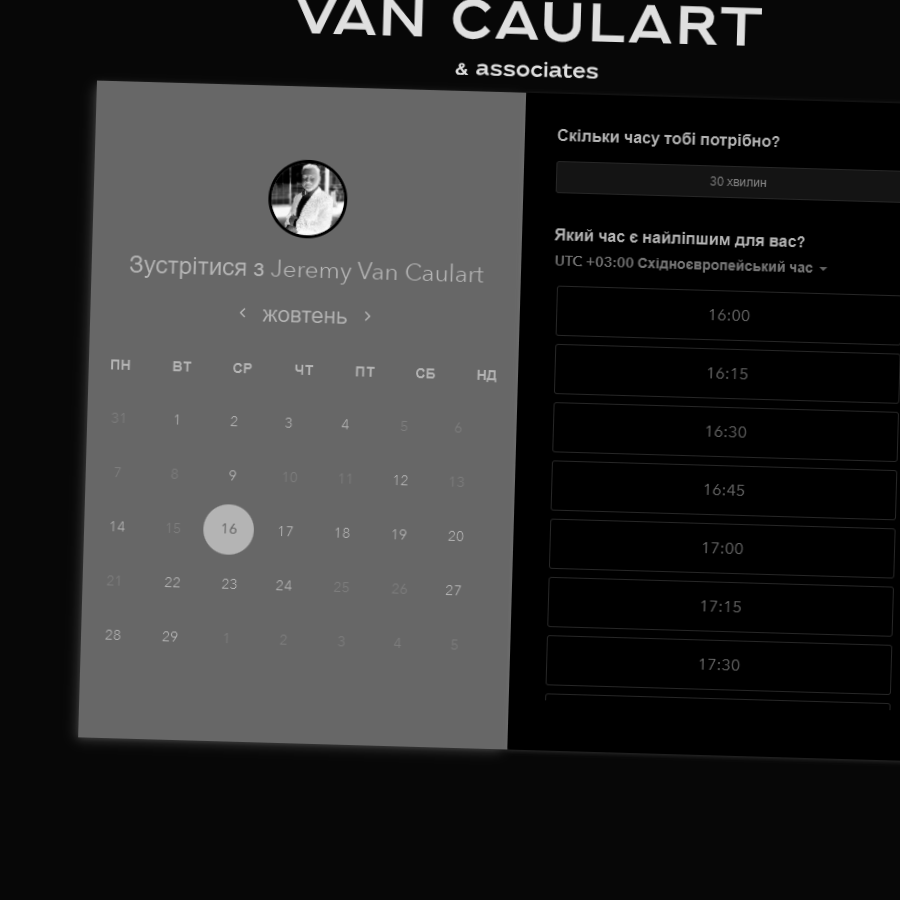 VAN CAULART
& associates
Зустрітися з Jeremy Van Caulart
‹ жовтень ›
ПН ВТ СР ЧТ ПТ СБ НД
31 1 2 3 4 5 6
7 8 9 10 11 12 13
14 15 16 17 18 19 20
21 22 23 24 25 26 27
28 29 1 2 3 4 5
Скільки часу тобі потрібно?
30 хвилин
Який час є найліпшим для вас?
UTC +03:00 Східноєвропейський час
16:00
16:15
16:30
16:45
17:00
17:15
17:30